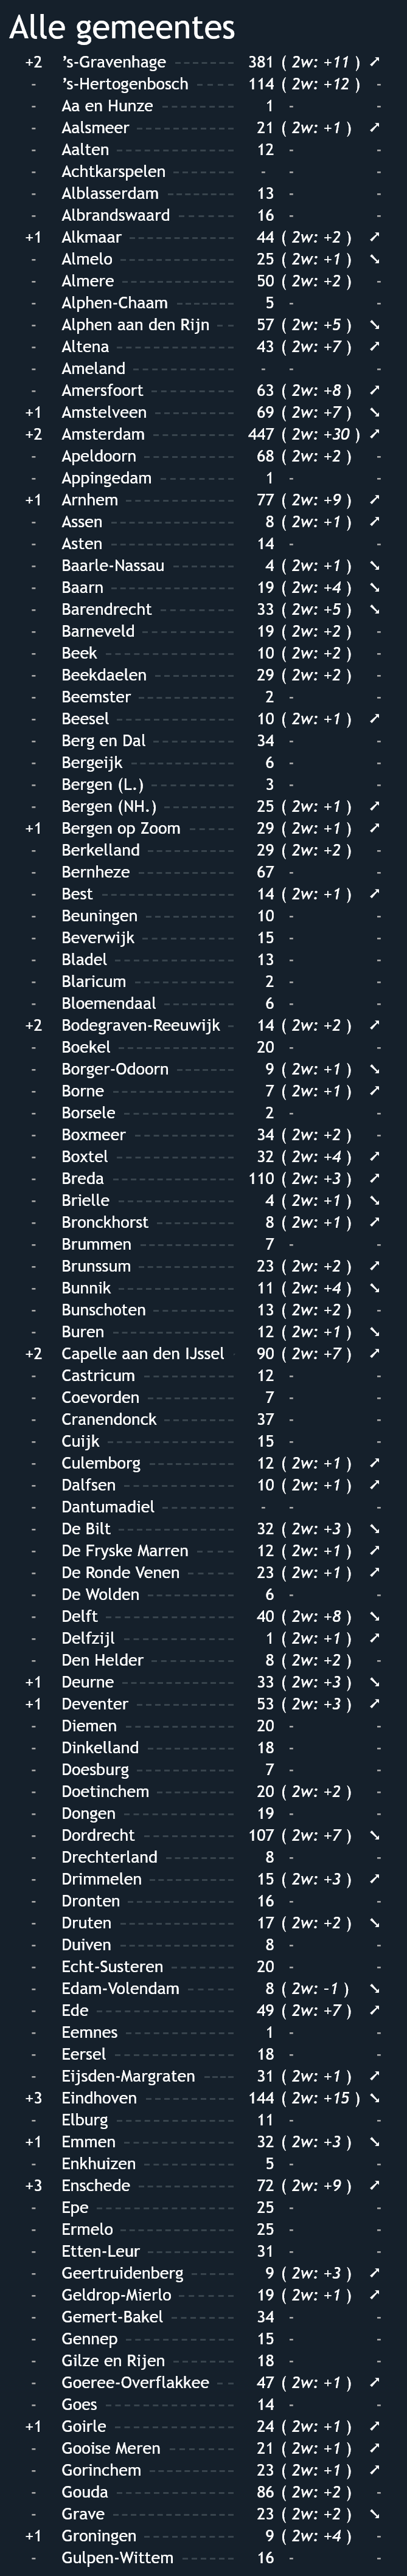 Alle gemeentes
+2 's-Gravenhage 381 ( 2w: +11 ) ➚
- 's-Hertogenbosch 114 ( 2w: +12 ) -
- Aa en Hunze 1 - -
- Aalsmeer 21 ( 2w: +1 ) ➚
- Aalten 12 - -
- Achtkarspelen - - -
- Alblasserdam 13 - -
- Albrandswaard 16 - -
+1 Alkmaar 44 ( 2w: +2 ) ➚
- Almelo 25 ( 2w: +1 ) ➘
- Almere 50 ( 2w: +2 ) -
- Alphen-Chaam 5 - -
- Alphen aan den Rijn 57 ( 2w: +5 ) ➘
- Altena 43 ( 2w: +7 ) ➚
- Ameland - - -
- Amersfoort 63 ( 2w: +8 ) ➚
+1 Amstelveen 69 ( 2w: +7 ) ➘
+2 Amsterdam 447 ( 2w: +30 ) ➚
- Apeldoorn 68 ( 2w: +2 ) -
- Appingedam 1 - -
+1 Arnhem 77 ( 2w: +9 ) ➚
- Assen 8 ( 2w: +1 ) ➚
- Asten 14 - -
- Baarle-Nassau 4 ( 2w: +1 ) ➘
- Baarn 19 ( 2w: +4 ) ➘
- Barendrecht 33 ( 2w: +5 ) ➘
- Barneveld 19 ( 2w: +2 ) -
- Beek 10 ( 2w: +2 ) -
- Beekdaelen 29 ( 2w: +2 ) -
- Beemster 2 - -
- Beesel 10 ( 2w: +1 ) ➚
- Berg en Dal 34 - -
- Bergeijk 6 - -
- Bergen (L.) 3 - -
- Bergen (NH.) 25 ( 2w: +1 ) ➚
+1 Bergen op Zoom 29 ( 2w: +1 ) ➚
- Berkelland 29 ( 2w: +2 ) -
- Bernheze 67 - -
- Best 14 ( 2w: +1 ) ➚
- Beuningen 10 - -
- Beverwijk 15 - -
- Bladel 13 - -
- Blaricum 2 - -
- Bloemendaal 6 - -
+2 Bodegraven-Reeuwijk 14 ( 2w: +2 ) ➚
- Boekel 20 - -
- Borger-Odoorn 9 ( 2w: +1 ) ➘
- Borne 7 ( 2w: +1 ) ➚
- Borsele 2 - -
- Boxmeer 34 ( 2w: +2 ) -
- Boxtel 32 ( 2w: +4 ) ➚
- Breda 110 ( 2w: +3 ) ➚
- Brielle 4 ( 2w: +1 ) ➘
- Bronckhorst 8 ( 2w: +1 ) ➚
- Brummen 7 - -
- Brunssum 23 ( 2w: +2 ) ➚
- Bunnik 11 ( 2w: +4 ) ➘
- Bunschoten 13 ( 2w: +2 ) -
- Buren 12 ( 2w: +1 ) ➘
+2 Capelle aan den IJssel 90 ( 2w: +7 ) ➚
- Castricum 12 - -
- Coevorden 7 - -
- Cranendonck 37 - -
- Cuijk 15 - -
- Culemborg 12 ( 2w: +1 ) ➚
- Dalfsen 10 ( 2w: +1 ) ➚
- Dantumadiel - - -
- De Bilt 32 ( 2w: +3 ) ➘
- De Fryske Marren 12 ( 2w: +1 ) ➚
- De Ronde Venen 23 ( 2w: +1 ) ➚
- De Wolden 6 - -
- Delft 40 ( 2w: +8 ) ➘
- Delfzijl 1 ( 2w: +1 ) ➚
- Den Helder 8 ( 2w: +2 ) -
+1 Deurne 33 ( 2w: +3 ) ➘
+1 Deventer 53 ( 2w: +3 ) ➚
- Diemen 20 - -
- Dinkelland 18 - -
- Doesburg 7 - -
- Doetinchem 20 ( 2w: +2 ) -
- Dongen 19 - -
- Dordrecht 107 ( 2w: +7 ) ➘
- Drechterland 8 - -
- Drimmelen 15 ( 2w: +3 ) ➚
- Dronten 16 - -
- Druten 17 ( 2w: +2 ) ➘
- Duiven 8 - -
- Echt-Susteren 20 - -
- Edam-Volendam 8 ( 2w: -1 ) ➘
- Ede 49 ( 2w: +7 ) ➚
- Eemnes 1 - -
- Eersel 18 - -
- Eijsden-Margraten 31 ( 2w: +1 ) ➚
+3 Eindhoven 144 ( 2w: +15 ) ➘
- Elburg 11 - -
+1 Emmen 32 ( 2w: +3 ) ➘
- Enkhuizen 5 - -
+3 Enschede 72 ( 2w: +9 ) ➚
- Epe 25 - -
- Ermelo 25 - -
- Etten-Leur 31 - -
- Geertruidenberg 9 ( 2w: +3 ) ➚
- Geldrop-Mierlo 19 ( 2w: +1 ) ➚
- Gemert-Bakel 34 - -
- Gennep 15 - -
- Gilze en Rijen 18 - -
- Goeree-Overflakkee 47 ( 2w: +1 ) ➚
- Goes 14 - -
+1 Goirle 24 ( 2w: +1 ) ➚
- Gooise Meren 21 ( 2w: +1 ) ➚
- Gorinchem 23 ( 2w: +1 ) ➚
- Gouda 86 ( 2w: +2 ) -
- Grave 23 ( 2w: +2 ) ➘
+1 Groningen 9 ( 2w: +4 ) -
- Gulpen-Wittem 16 - -